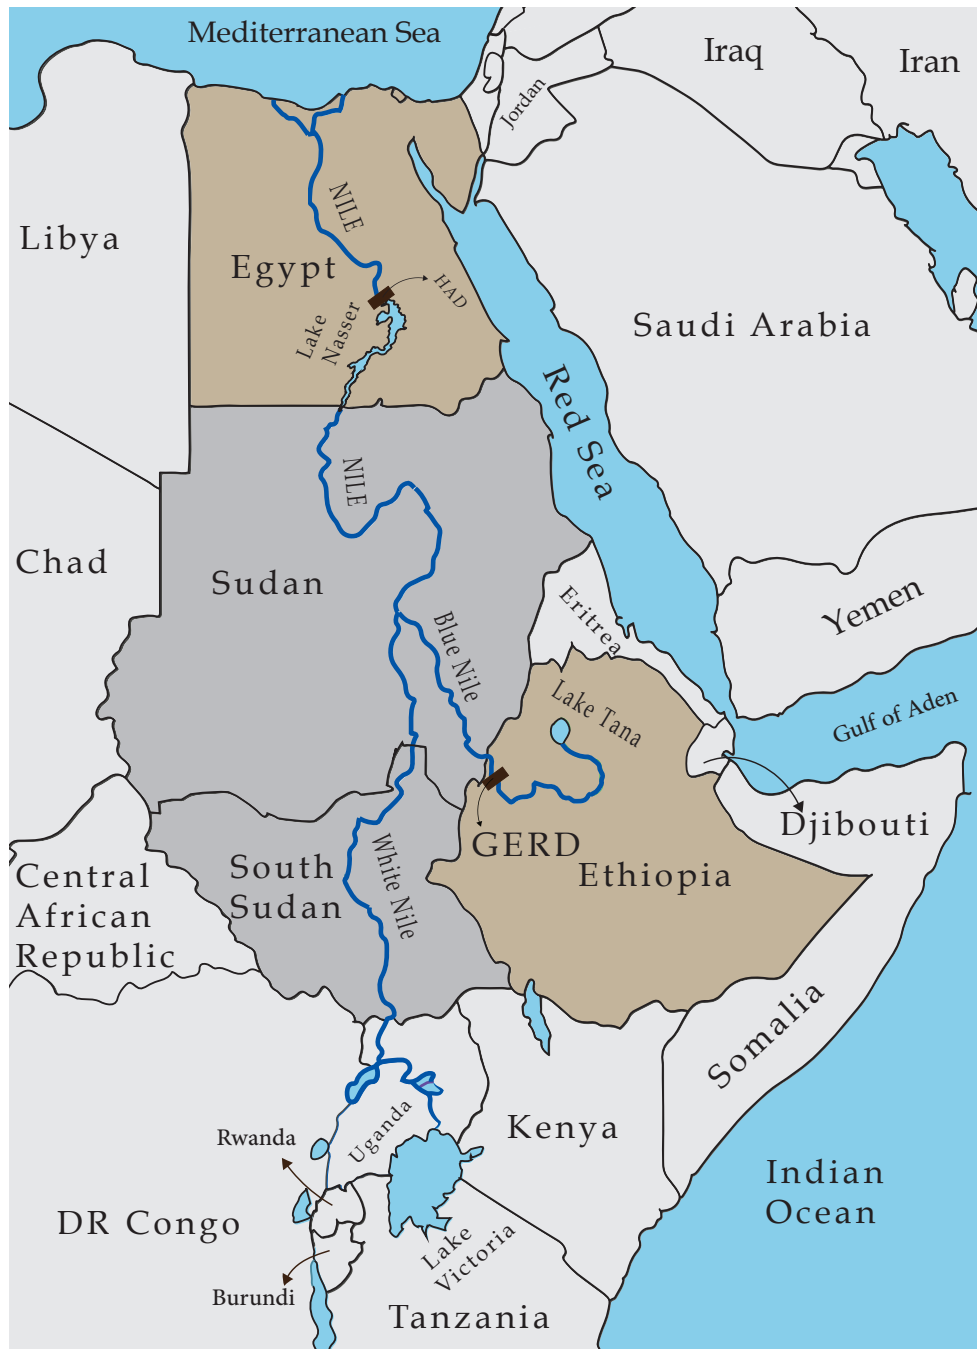 Mediterranean Sea
Iraq
Iran
Jordan
NILE
Libya
Egypt
HAD
Lake
Nasser
Saudi Arabia
Red Sea
NILE
Chad
Sudan
Eritrea
Yemen
Blue Nile
Lake Tana
Gulf of Aden
Djibouti
GERD
White Nile
South
Sudan
Ethiopia
Central
African
Republic
Somalia
Uganda
Kenya
Rwanda
Indian
Ocean
DR Congo
Lake
Victoria
Burundi
Tanzania